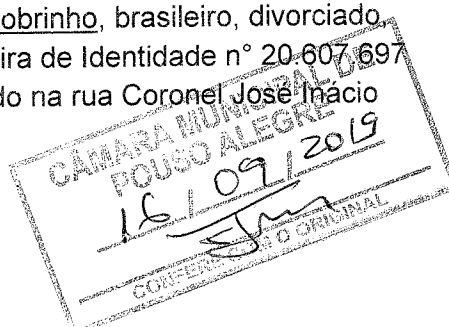 obrinho, brasileiro, divorciado,
ira de Identidade n° 20.607.697
do na rua Coronel José Inácio
CÂMARA MUNICIPAL DE
POUSO ALEGRE
16 / 09 / 2019
CONFERE COM O ORIGINAL